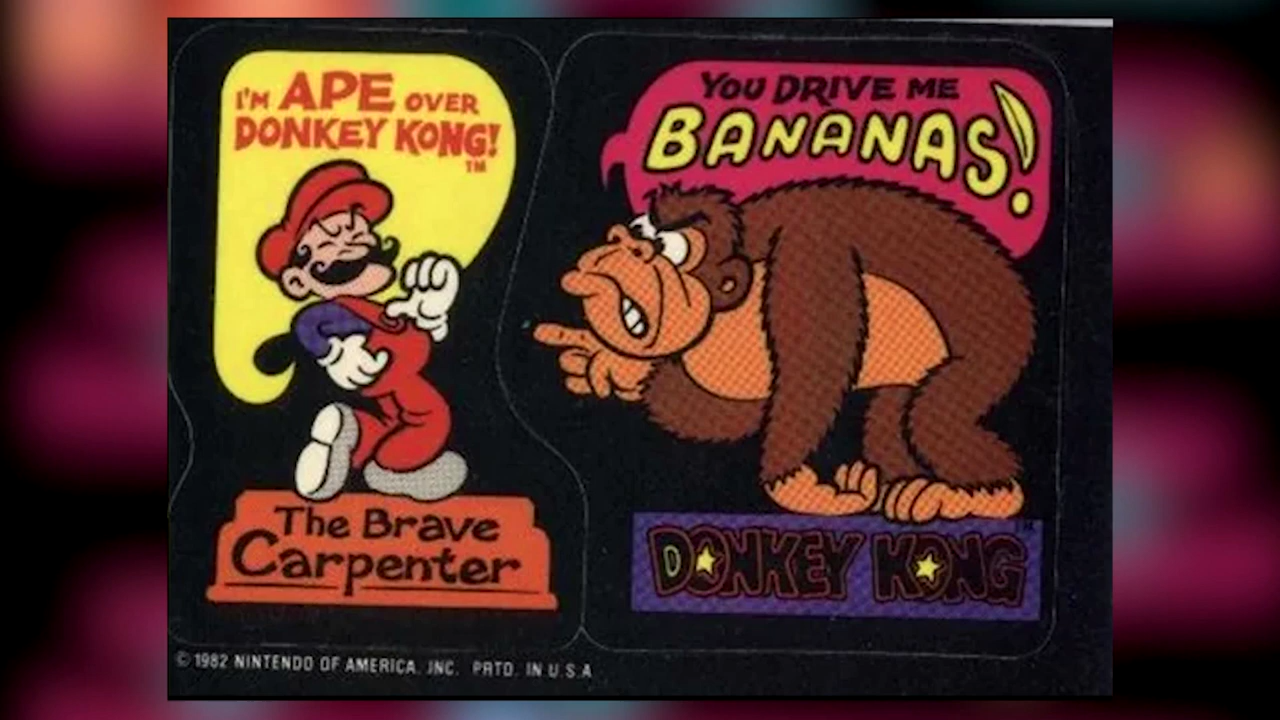 I'M APE OVER
DONKEY KONG!
TM
YOU DRIVE ME
BANANAS!
The Brave
Carpenter
TM
DONKEY KONG
© 1982 NINTENDO OF AMERICA, INC. PRTD. IN U.S.A